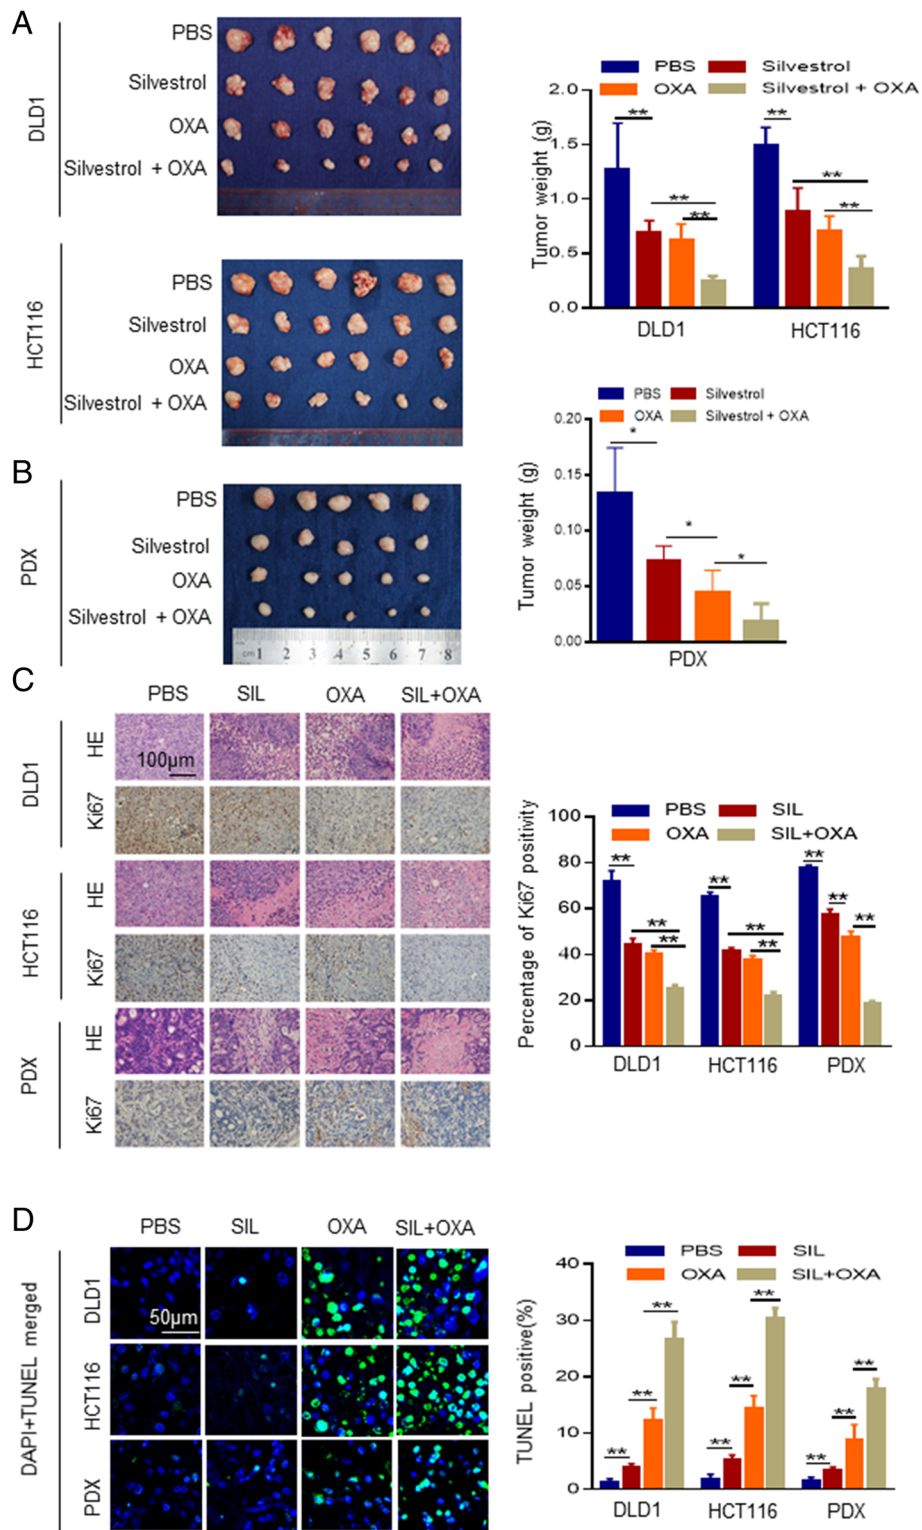 A
DLD1
PBS
Silvestrol
OXA
Silvestrol + OXA
HCT116
PBS
Silvestrol
OXA
Silvestrol + OXA
PBS Silvestrol
OXA Silvestrol + OXA
Tumor weight (g)
2.0
1.5
1.0
0.5
0.0
** ** **
** ** **
DLD1 HCT116
B
PDX
PBS
Silvestrol
OXA
Silvestrol + OXA
cm 1 2 3 4 5 6 7 8
PBS Silvestrol
OXA Silvestrol + OXA
Tumor weight (g)
0.20
0.15
0.10
0.05
0.00
* * *
PDX
C
PBS SIL OXA SIL+OXA
DLD1
HE
100µm
Ki67
HCT116
HE
Ki67
PDX
HE
Ki67
PBS SIL
OXA SIL+OXA
Percentage of Ki67 positivity
100
80
60
40
20
0
** ** **
** ** **
** ** **
DLD1 HCT116 PDX
D
PBS SIL OXA SIL+OXA
DAPI+TUNEL merged
DLD1
50µm
HCT116
PDX
PBS SIL
OXA SIL+OXA
TUNEL positive(%)
40
30
20
10
0
** ** **
** ** **
** ** **
DLD1 HCT116 PDX